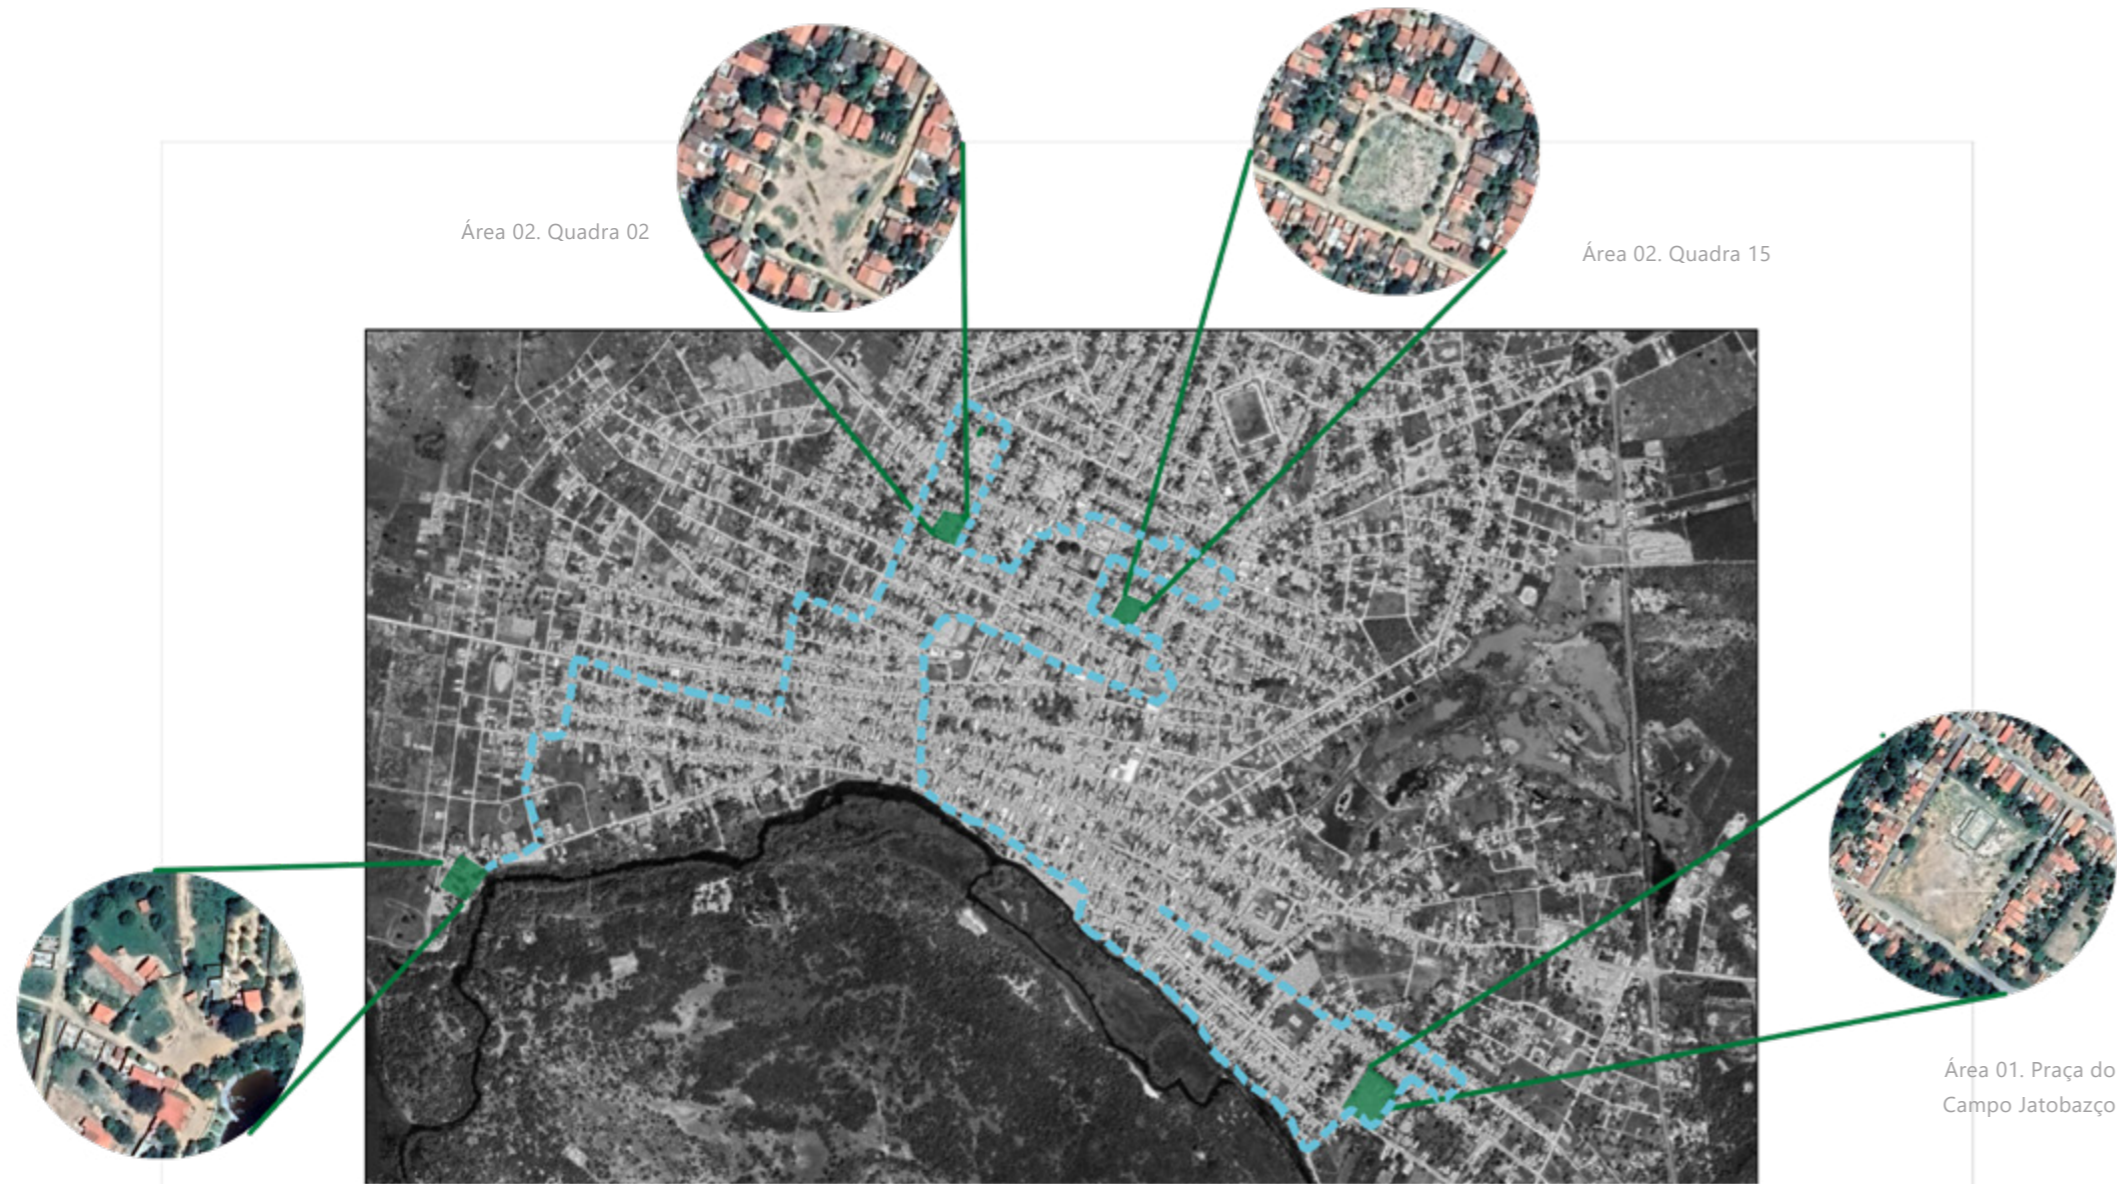 Área 02. Quadra 02
Área 02. Quadra 15
Área 01. Praça do
Campo Jatobazço